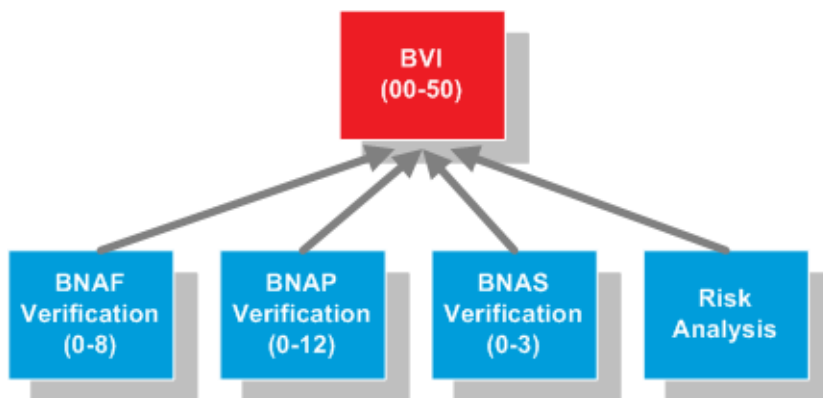 BVI
(00-50)
BNAF
Verification
(0-8)
BNAP
Verification
(0-12)
BNAS
Verification
(0-3)
Risk
Analysis